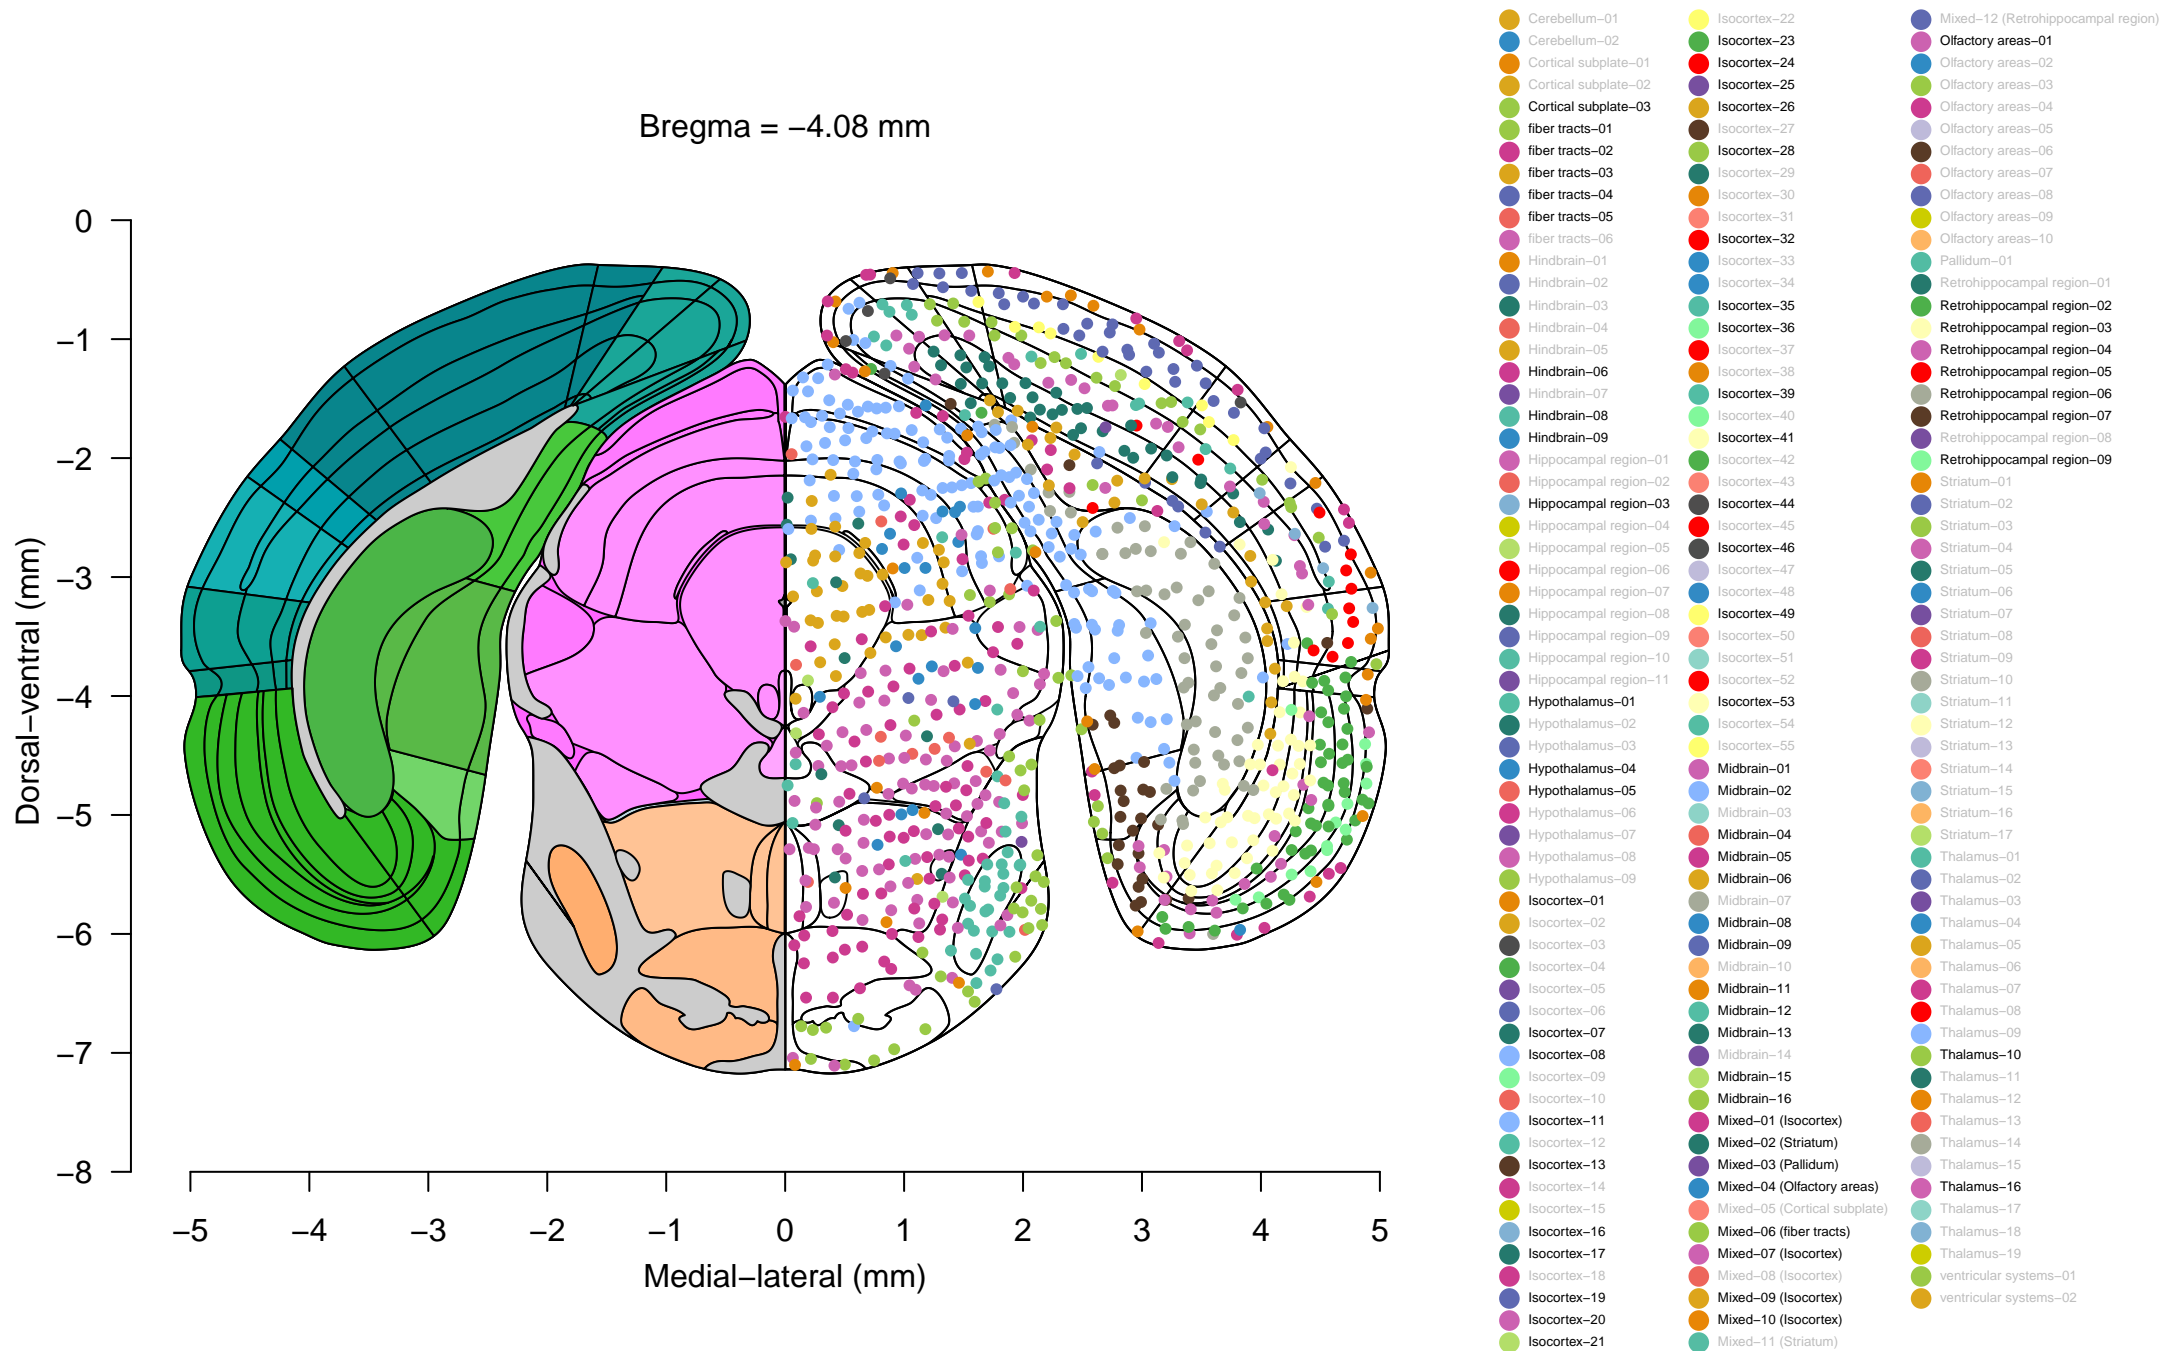 Bregma = −4.08 mm
0
−1
−2
−3
−4
−5
−6
−7
−8
Dorsal−ventral (mm)
−5
−4
−3
−2
−1
0
1
2
3
4
5
Medial−lateral (mm)
Cerebellum−01
Cerebellum−02
Cortical subplate−01
Cortical subplate−02
Cortical subplate−03
fiber tracts−01
fiber tracts−02
fiber tracts−03
fiber tracts−04
fiber tracts−05
fiber tracts−06
Hindbrain−01
Hindbrain−02
Hindbrain−03
Hindbrain−04
Hindbrain−05
Hindbrain−06
Hindbrain−07
Hindbrain−08
Hindbrain−09
Hippocampal region−01
Hippocampal region−02
Hippocampal region−03
Hippocampal region−04
Hippocampal region−05
Hippocampal region−06
Hippocampal region−07
Hippocampal region−08
Hippocampal region−09
Hippocampal region−10
Hippocampal region−11
Hypothalamus−01
Hypothalamus−02
Hypothalamus−03
Hypothalamus−04
Hypothalamus−05
Hypothalamus−06
Hypothalamus−07
Hypothalamus−08
Hypothalamus−09
Isocortex−01
Isocortex−02
Isocortex−03
Isocortex−04
Isocortex−05
Isocortex−06
Isocortex−07
Isocortex−08
Isocortex−09
Isocortex−10
Isocortex−11
Isocortex−12
Isocortex−13
Isocortex−14
Isocortex−15
Isocortex−16
Isocortex−17
Isocortex−18
Isocortex−19
Isocortex−20
Isocortex−21
Isocortex−22
Isocortex−23
Isocortex−24
Isocortex−25
Isocortex−26
Isocortex−27
Isocortex−28
Isocortex−29
Isocortex−30
Isocortex−31
Isocortex−32
Isocortex−33
Isocortex−34
Isocortex−35
Isocortex−36
Isocortex−37
Isocortex−38
Isocortex−39
Isocortex−40
Isocortex−41
Isocortex−42
Isocortex−43
Isocortex−44
Isocortex−45
Isocortex−46
Isocortex−47
Isocortex−48
Isocortex−49
Isocortex−50
Isocortex−51
Isocortex−52
Isocortex−53
Isocortex−54
Isocortex−55
Midbrain−01
Midbrain−02
Midbrain−03
Midbrain−04
Midbrain−05
Midbrain−06
Midbrain−07
Midbrain−08
Midbrain−09
Midbrain−10
Midbrain−11
Midbrain−12
Midbrain−13
Midbrain−14
Midbrain−15
Midbrain−16
Mixed−01 (Isocortex)
Mixed−02 (Striatum)
Mixed−03 (Pallidum)
Mixed−04 (Olfactory areas)
Mixed−05 (Cortical subplate)
Mixed−06 (fiber tracts)
Mixed−07 (Isocortex)
Mixed−08 (Isocortex)
Mixed−09 (Isocortex)
Mixed−10 (Isocortex)
Mixed−11 (Striatum)
Mixed−12 (Retrohippocampal region)
Olfactory areas−01
Olfactory areas−02
Olfactory areas−03
Olfactory areas−04
Olfactory areas−05
Olfactory areas−06
Olfactory areas−07
Olfactory areas−08
Olfactory areas−09
Olfactory areas−10
Pallidum−01
Retrohippocampal region−01
Retrohippocampal region−02
Retrohippocampal region−03
Retrohippocampal region−04
Retrohippocampal region−05
Retrohippocampal region−06
Retrohippocampal region−07
Retrohippocampal region−08
Retrohippocampal region−09
Striatum−01
Striatum−02
Striatum−03
Striatum−04
Striatum−05
Striatum−06
Striatum−07
Striatum−08
Striatum−09
Striatum−10
Striatum−11
Striatum−12
Striatum−13
Striatum−14
Striatum−15
Striatum−16
Striatum−17
Thalamus−01
Thalamus−02
Thalamus−03
Thalamus−04
Thalamus−05
Thalamus−06
Thalamus−07
Thalamus−08
Thalamus−09
Thalamus−10
Thalamus−11
Thalamus−12
Thalamus−13
Thalamus−14
Thalamus−15
Thalamus−16
Thalamus−17
Thalamus−18
Thalamus−19
ventricular systems−01
ventricular systems−02